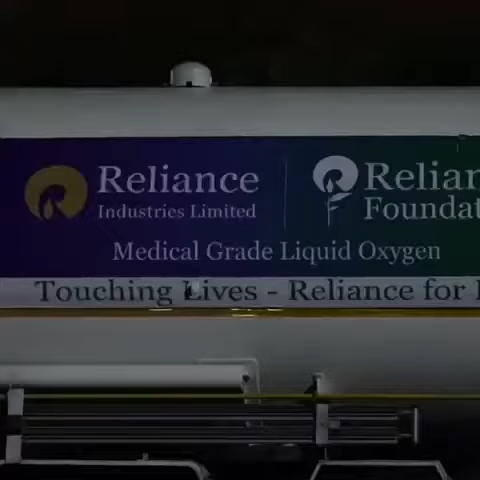 Reliance Relian
Industries Limited Foundat
Medical Grade Liquid Oxygen
Touching Lives - Reliance for